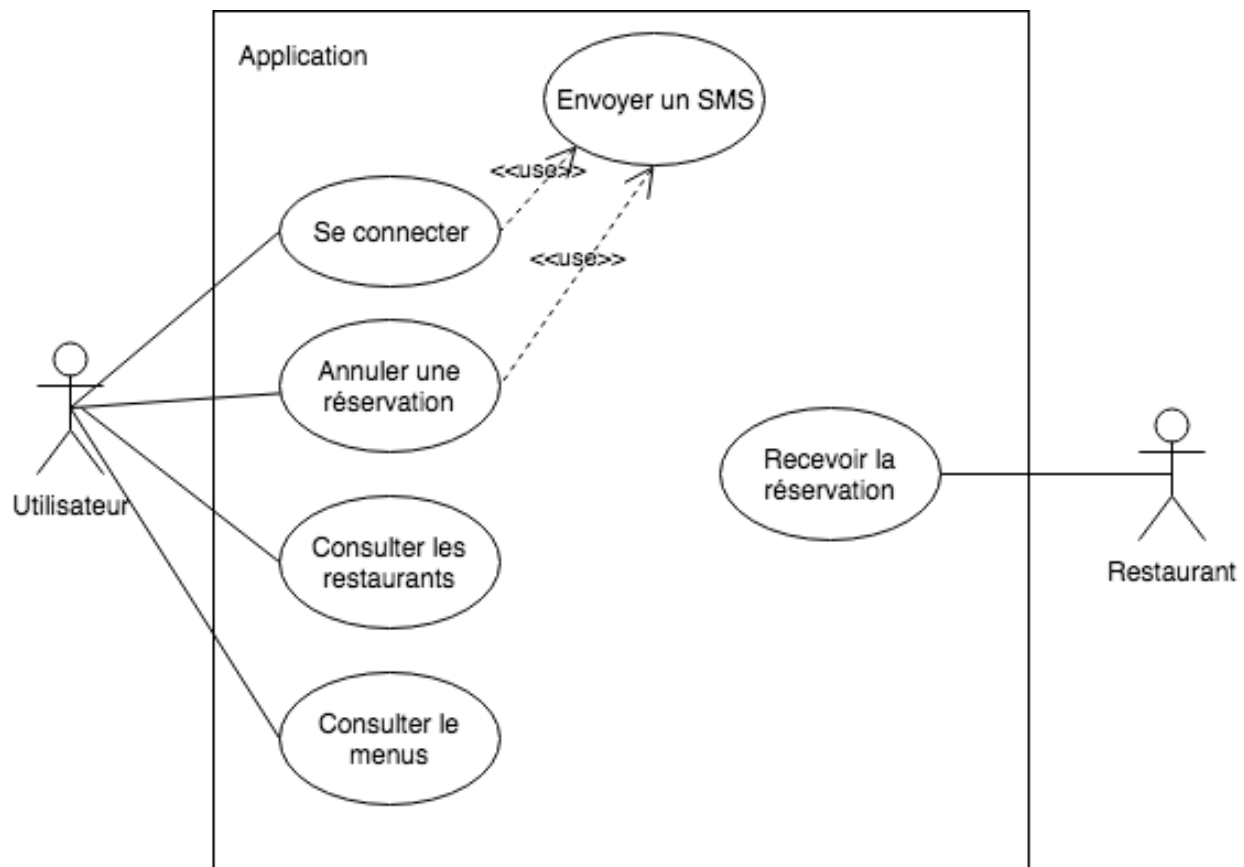 Application
Envoyer un SMS
<<use>>
Se connecter
<<use>>
Annuler une
réservation
Utilisateur
Recevoir la
réservation
Restaurant
Consulter les
restaurants
Consulter le
menus